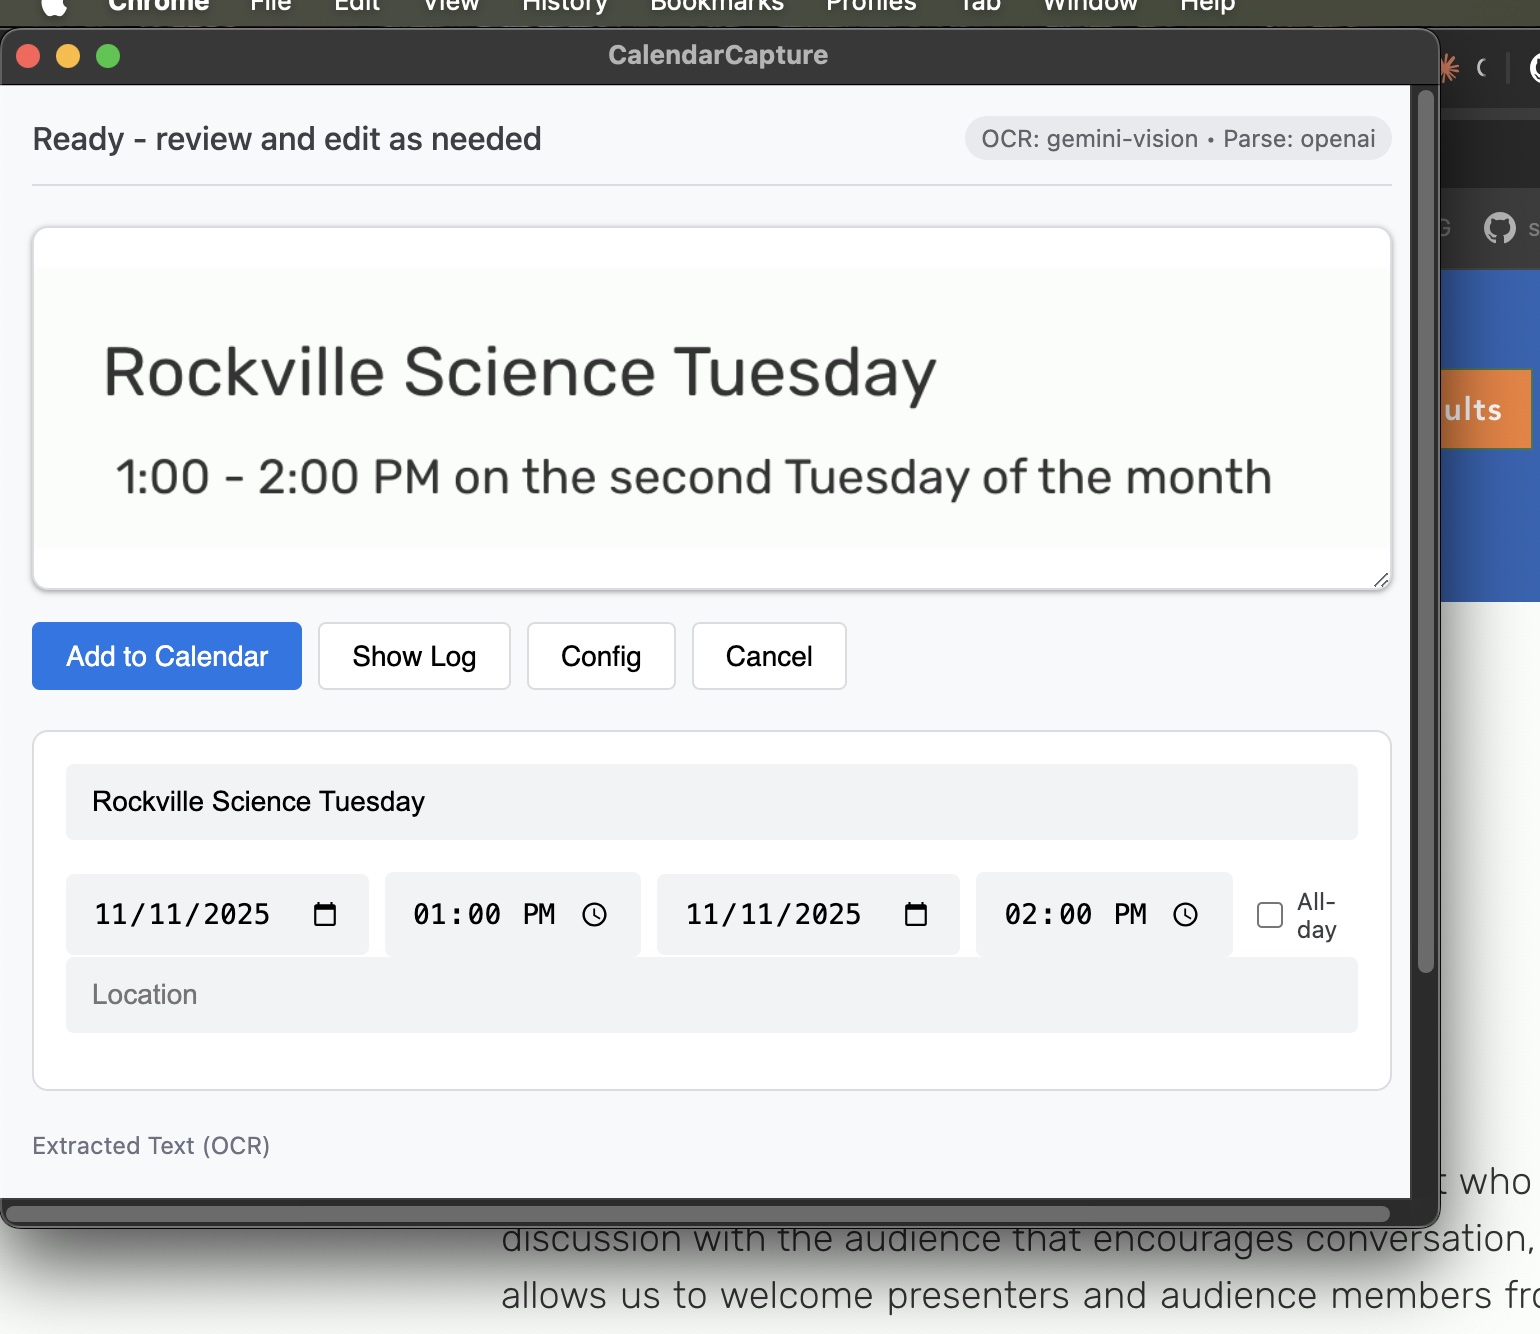 Chrome File Edit View History Bookmarks Profiles Tab Window Help
CalendarCapture
Ready - review and edit as needed
OCR: gemini-vision • Parse: openai
Rockville Science Tuesday
1:00 - 2:00 PM on the second Tuesday of the month
ults
Add to Calendar Show Log Config Cancel
Rockville Science Tuesday
11/11/2025 01:00 PM 11/11/2025 02:00 PM All-
day
Location
Extracted Text (OCR)
who
discussion with the audience that encourages conversation,
allows us to welcome presenters and audience members